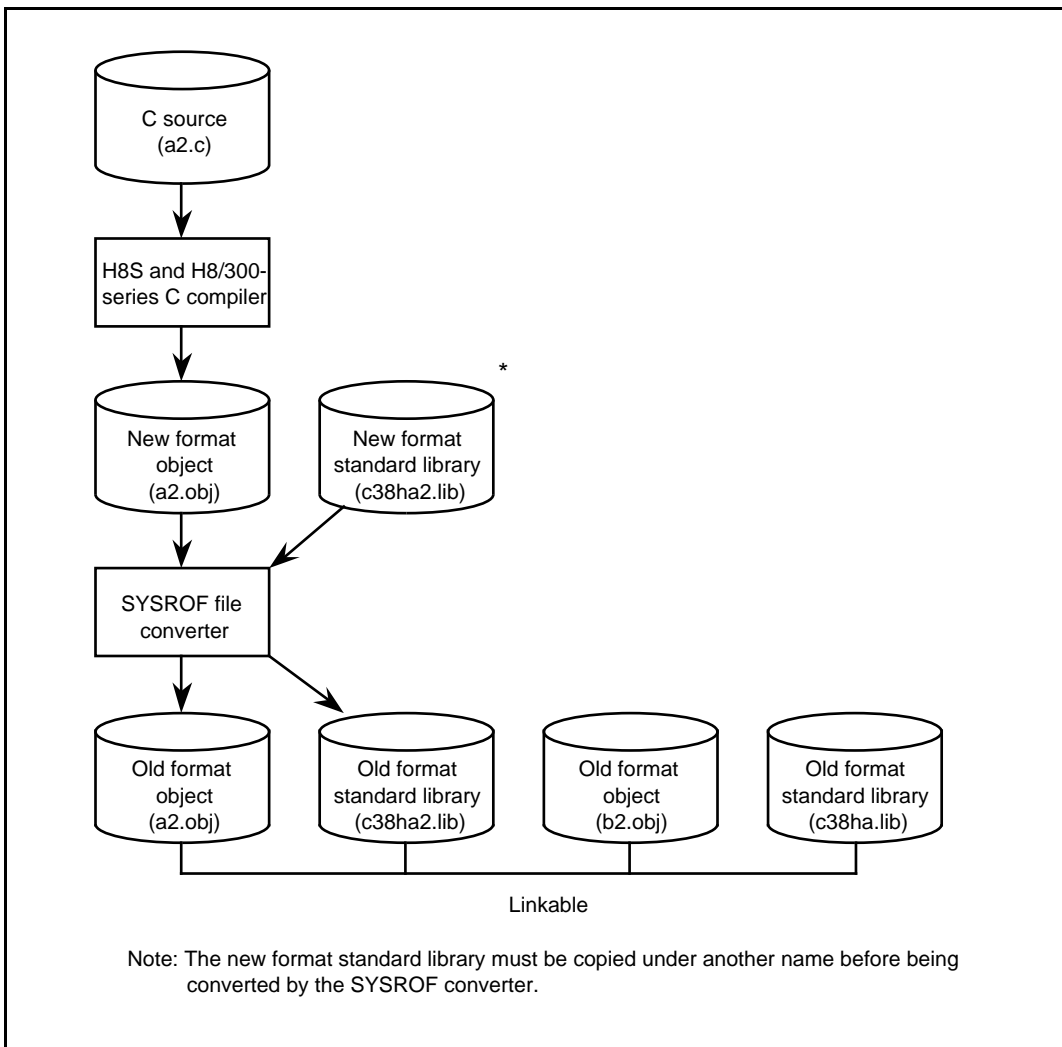 C source
(a2.c)
H8S and H8/300-
series C compiler
*
New format
object
(a2.obj)
New format
standard library
(c38ha2.lib)
SYSROF file
converter
Old format
object
(a2.obj)
Old format
standard library
(c38ha2.lib)
Old format
object
(b2.obj)
Old format
standard library
(c38ha.lib)
Linkable
Note: The new format standard library must be copied under another name before being
converted by the SYSROF converter.